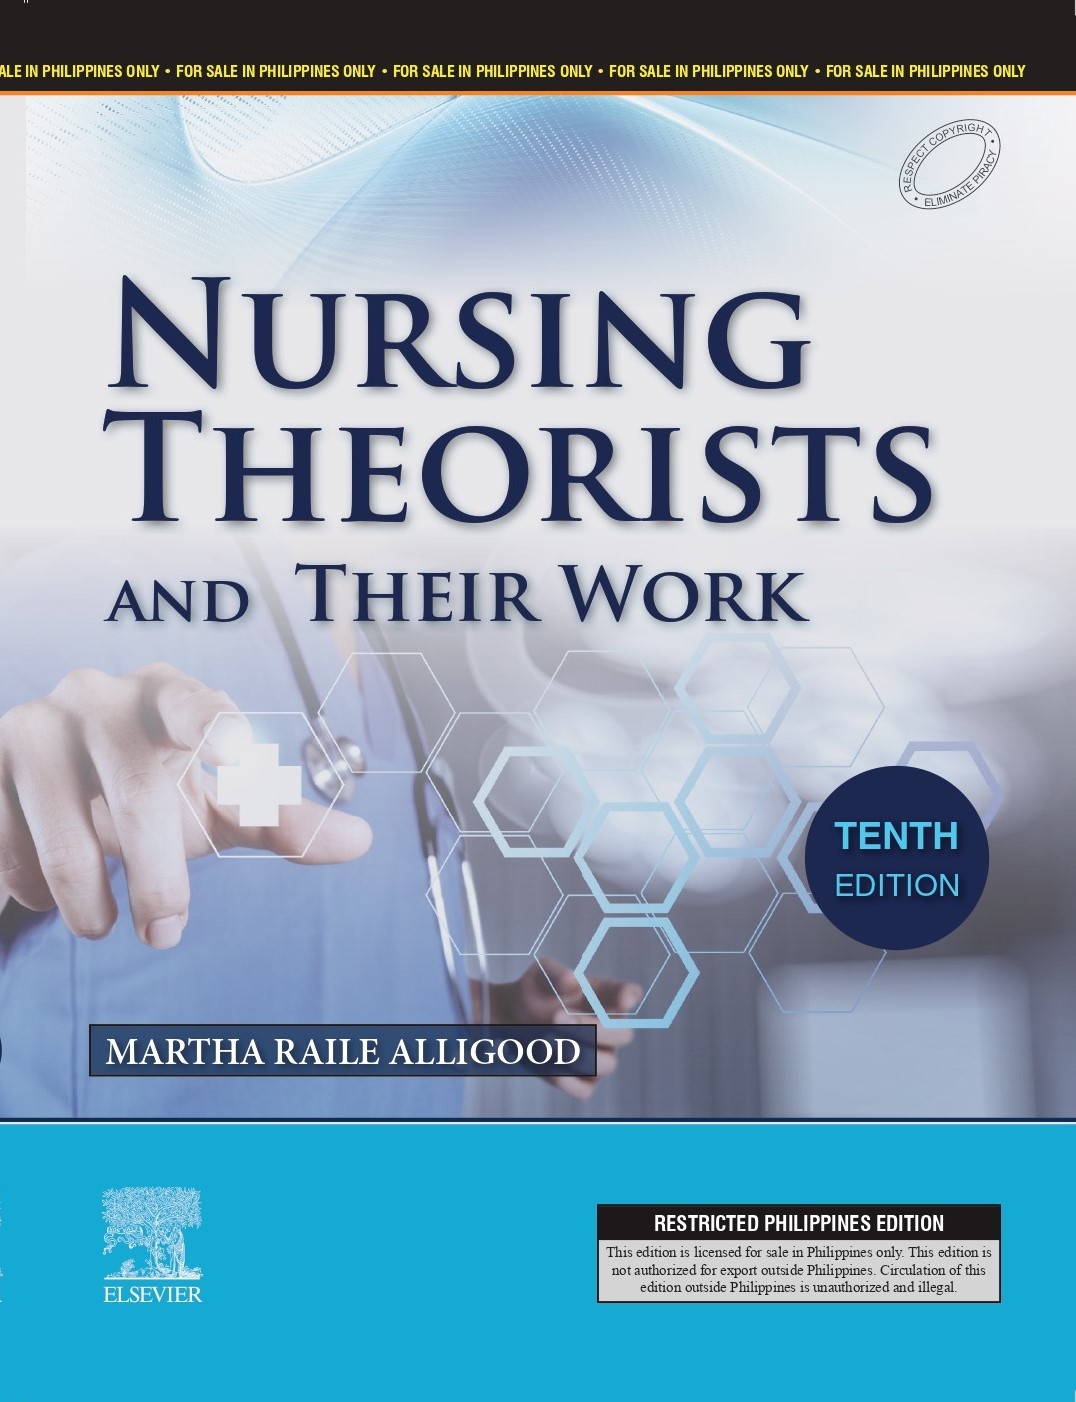 IN PHILIPPINES ONLY • FOR SALE IN PHILIPPINES ONLY • FOR SALE IN PHILIPPINES ONLY • FOR SALE IN PHILIPPINES ONLY • FOR SALE IN PHILIPPINES ONLY
RESPECT COPYRIGHT • ELIMINATE PIRACY •
NURSING
THEORISTS
AND THEIR WORK
TENTH
EDITION
MARTHA RAILE ALLIGOOD
ELSEVIER
RESTRICTED PHILIPPINES EDITION
This edition is licensed for sale in Philippines only. This edition is
not authorized for export outside Philippines. Circulation of this
edition outside Philippines is unauthorized and illegal.